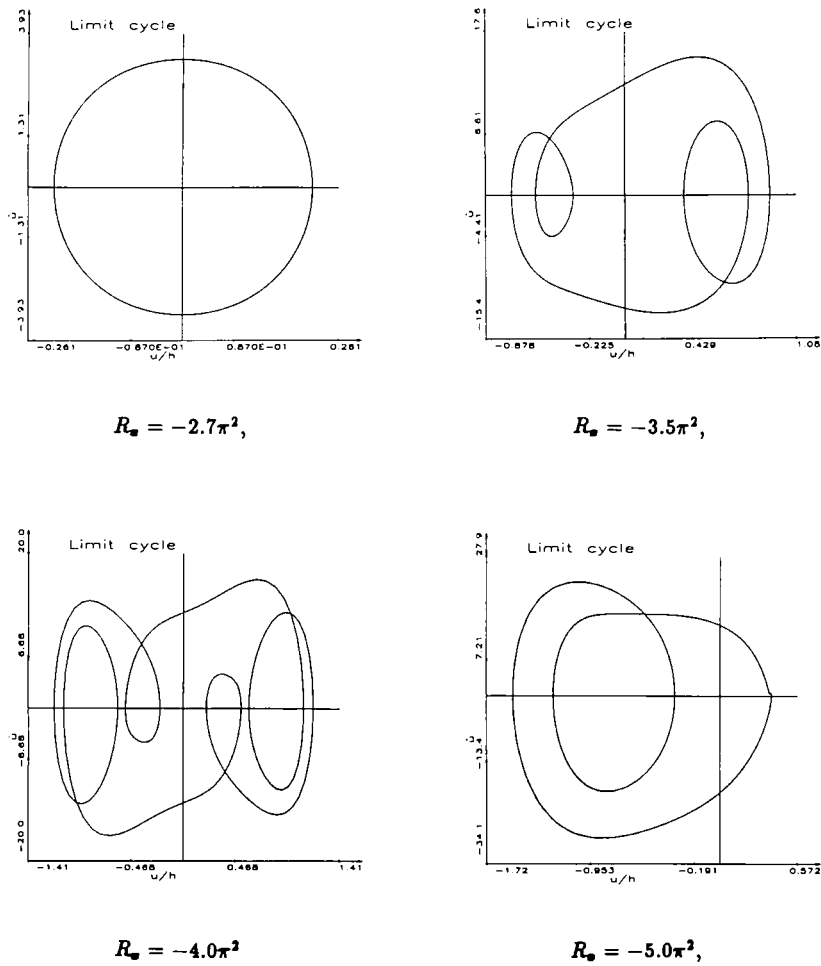 Limit cycle
3.93
1.31
-1.31
u̇
-3.93
-0.261 -0.870E-01 0.870E-01 0.261
u/h
Limit cycle
17.6
6.61
-4.41
u̇
-15.4
-0.878 -0.225 0.429 1.08
u/h
= −2.7π²,
= −3.5π²,
Limit cycle
20.0
6.68
-6.68
u̇
-20.0
-1.41 -0.468 0.468 1.41
u/h
Limit cycle
27.9
7.21
-13.4
u̇
-34.1
-1.72 -0.953 -0.191 0.572
u/h
= −4.0π²
= −5.0π²,